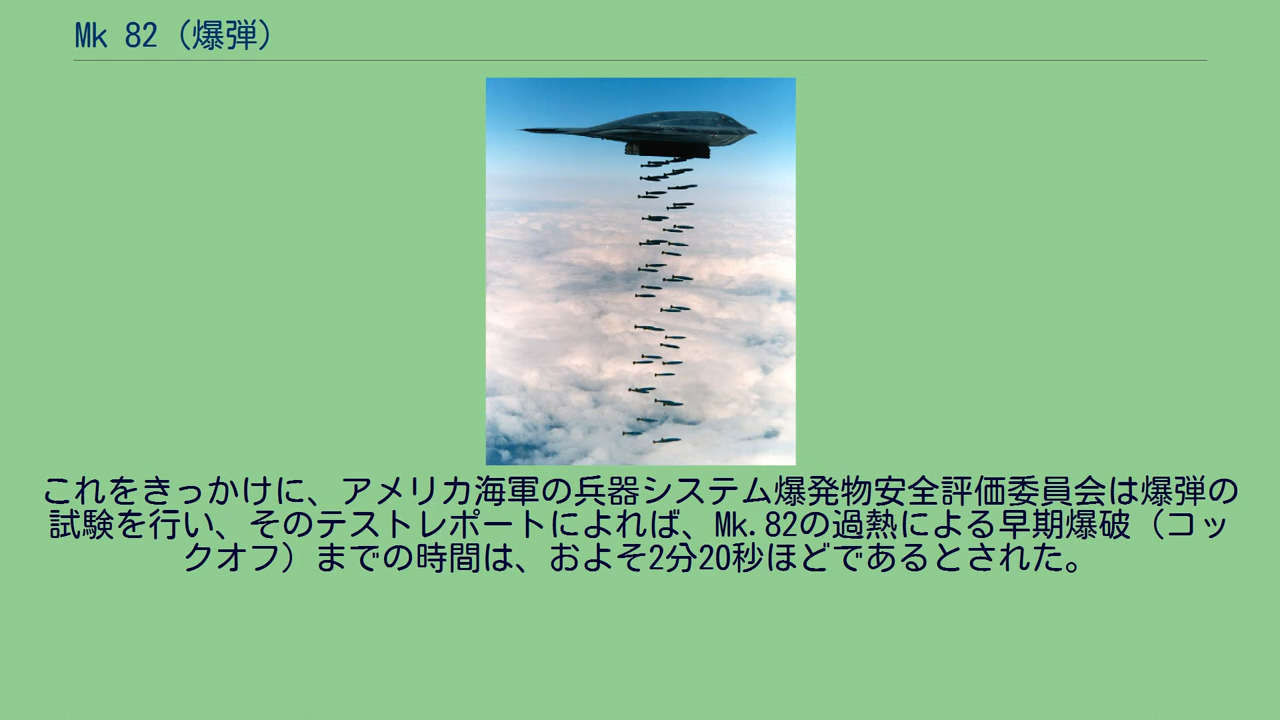 Mk 82 (爆弾)
これをきっかけに、アメリカ海軍の兵器システム爆発物安全評価委員会は爆弾の
試験を行い、そのテストレポートによれば、Mk.82の過熱による早期爆破（コッ
クオフ）までの時間は、およそ2分20秒ほどであるとされた。